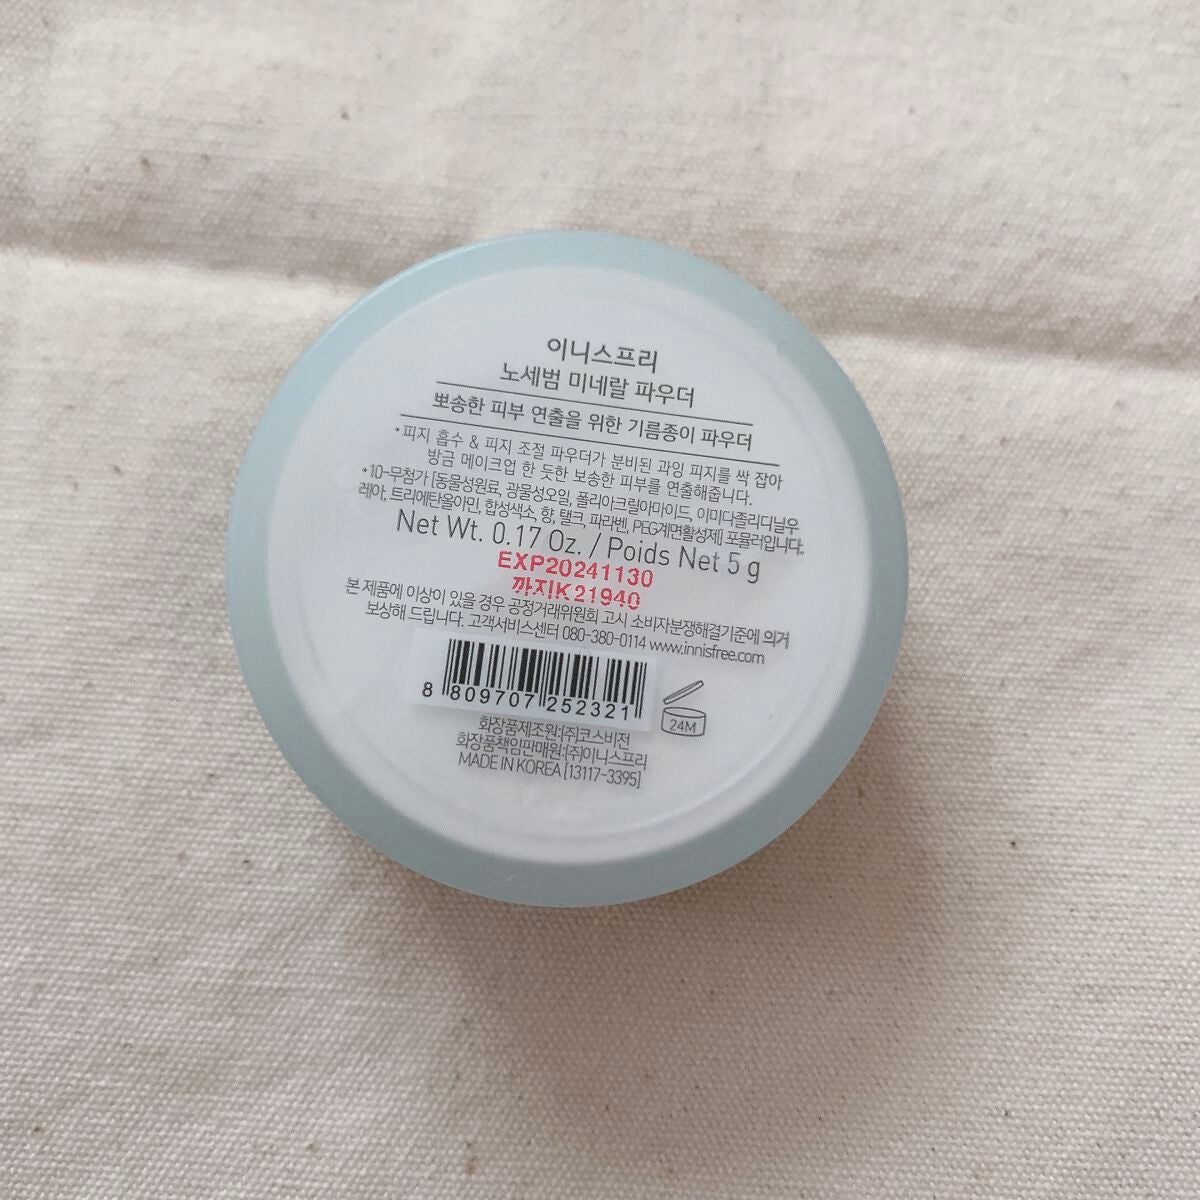 이니스프리
노세범 미네랄 파우더
뽀송한 피부 연출을 위한 기름종이 파우더
•피지 흡수 & 피지 조절 파우더가 분비된 과잉 피지를 싹 잡아
방금 메이크업 한 듯한 보송한 피부를 연출해줍니다.
•10-무첨가 [동물성원료, 광물성오일, 폴리아크릴아마이드, 이미다졸리디닐우
레아, 트리에탄올아민, 합성색소, 향, 탤크, 파라벤, PEG계면활성제] 포뮬러입니다.
Net Wt. 0.17 Oz. / Poids Net 5 g
EXP20241130
까지K21940
본 제품에 이상이 있을 경우 공정거래위원회 고시 소비자분쟁해결기준에 의거
보상해 드립니다. 고객서비스센터 080-380-0114 www.innisfree.com
8 809707 252321
24M
화장품제조원:(주)코스비전
화장품책임판매원:(주)이니스프리
MADE IN KOREA [13117-3395]